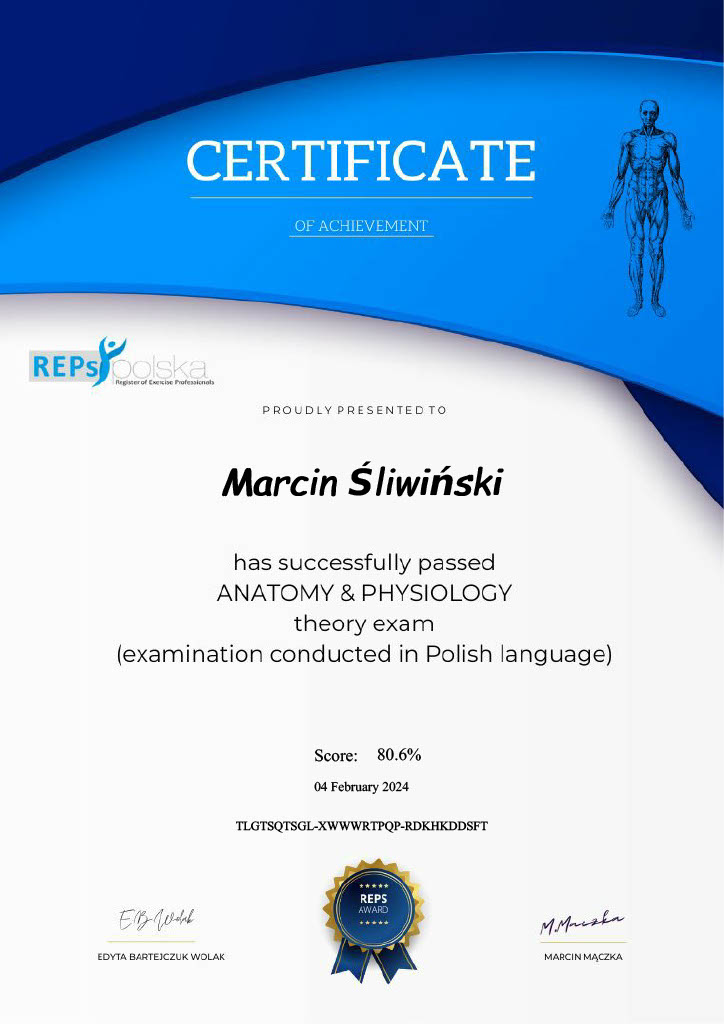 CERTIFICATE
OF ACHIEVEMENT
REPs polska
Register of Exercise Professionals
PROUDLY PRESENTED TO
Marcin Śliwiński
has successfully passed
ANATOMY & PHYSIOLOGY
theory exam
(examination conducted in Polish language)
Score: 80.6%
04 February 2024
TLGTSQTSGL-XWWWRTPQP-RDKHKDDSFT
REPS
AWARD
E.B-Wolak
M.Mączka
EDYTA BARTEJCZUK WOLAK
MARCIN MĄCZKA